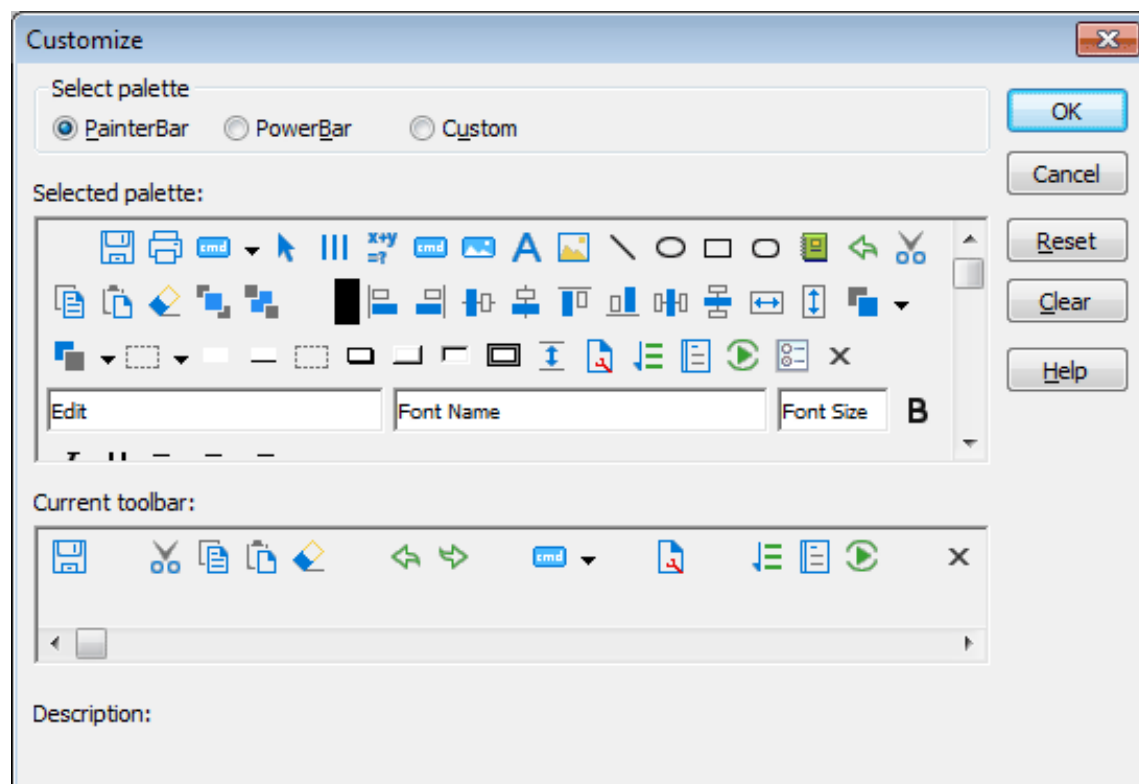 Customize
Select palette
PainterBar PowerBar Custom
OK
Cancel
Selected palette:
Reset
Clear
Help
cmd x+y =? cmd A
Edit Font Name Font Size B
Current toolbar:
cmd
Description: